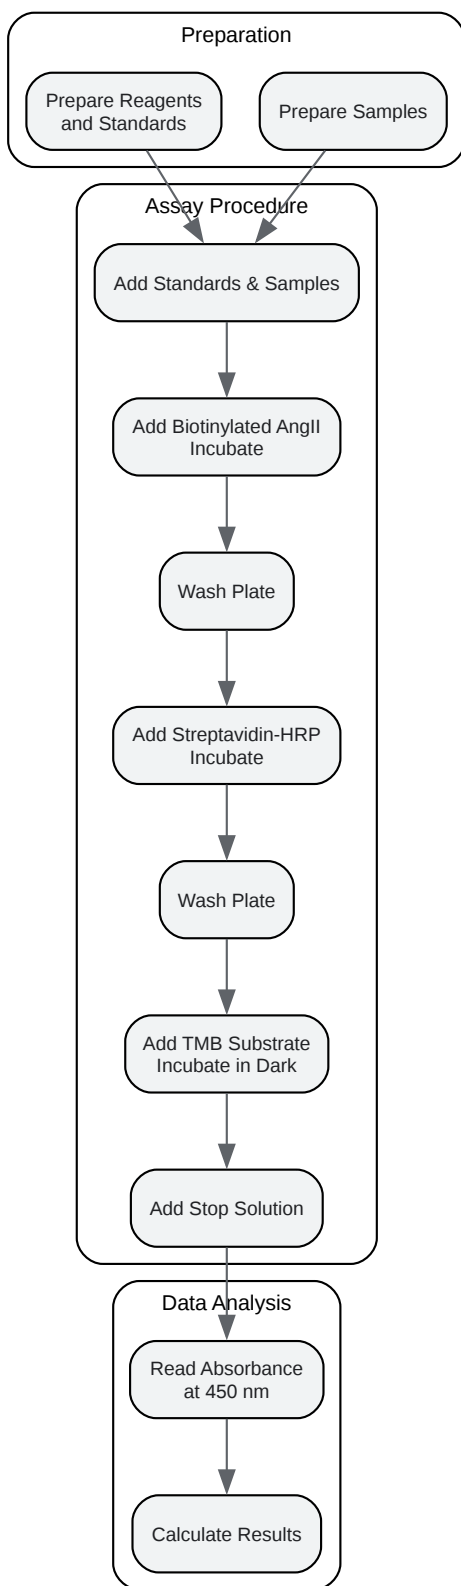 Preparation
Prepare Reagents
and Standards
Prepare Samples
Assay Procedure
Add Standards & Samples
Add Biotinylated AngII
Incubate
Wash Plate
Add Streptavidin-HRP
Incubate
Wash Plate
Add TMB Substrate
Incubate in Dark
Add Stop Solution
Data Analysis
Read Absorbance
at 450 nm
Calculate Results